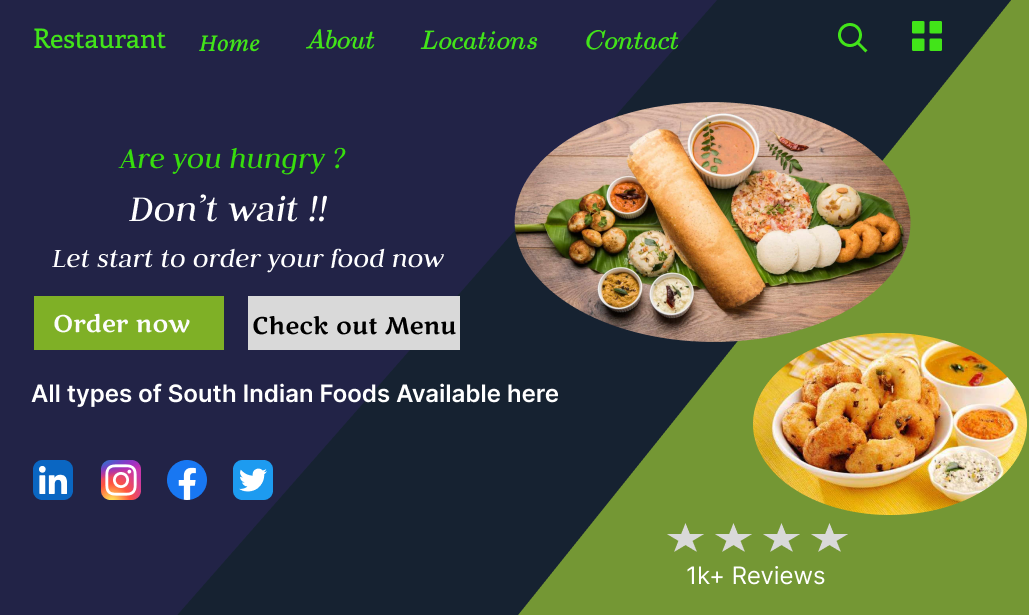 Restaurant Home About Locations Contact
Are you hungry ?
Don't wait !!
Let start to order your food now
Order now Check out Menu
All types of South Indian Foods Available here
in
1k+ Reviews